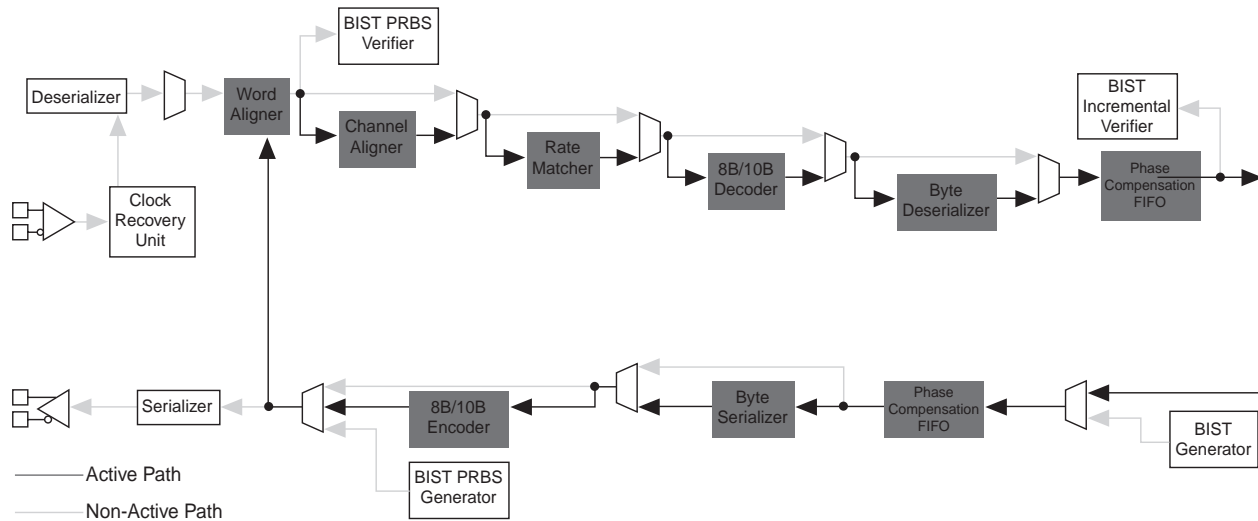 BIST PRBS
Verifier
Deserializer
Word
Aligner
Channel
Aligner
Rate
Matcher
8B/10B
Decoder
Byte
Deserializer
BIST
Incremental
Verifier
Phase
Compensation
FIFO
Clock
Recovery
Unit
Serializer
8B/10B
Encoder
Byte
Serializer
Phase
Compensation
FIFO
BIST
Generator
BIST PRBS
Generator
Active Path
Non-Active Path